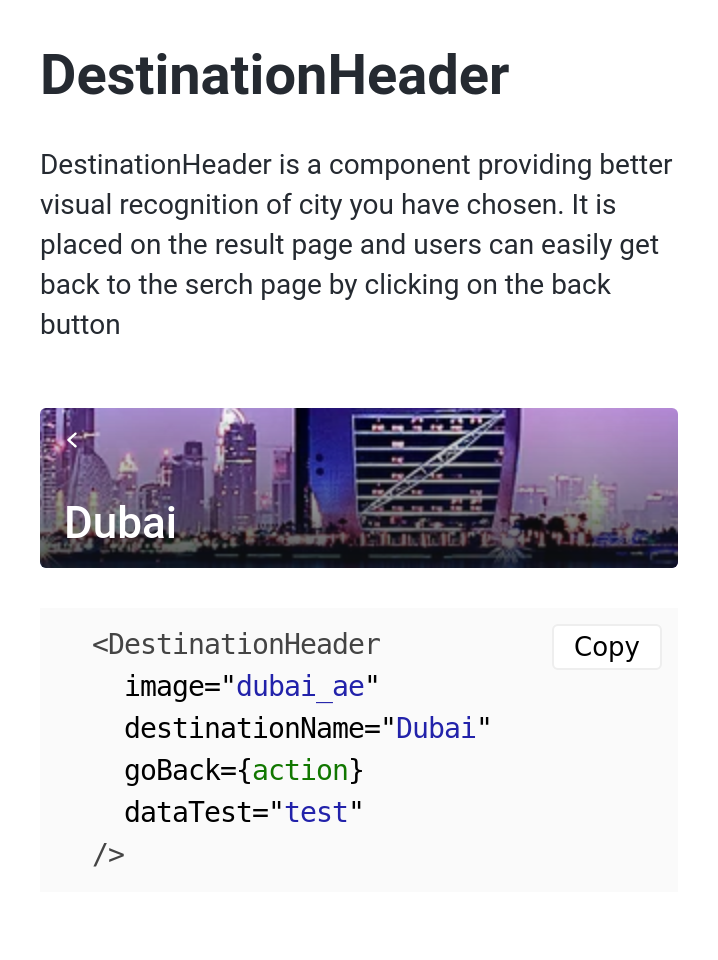 DestinationHeader
DestinationHeader is a component providing better
visual recognition of city you have chosen. It is
placed on the result page and users can easily get
back to the serch page by clicking on the back
button
Dubai
<DestinationHeader
Copy
image="dubai_ae"
destinationName="Dubai"
goBack={action}
dataTest="test"
/>